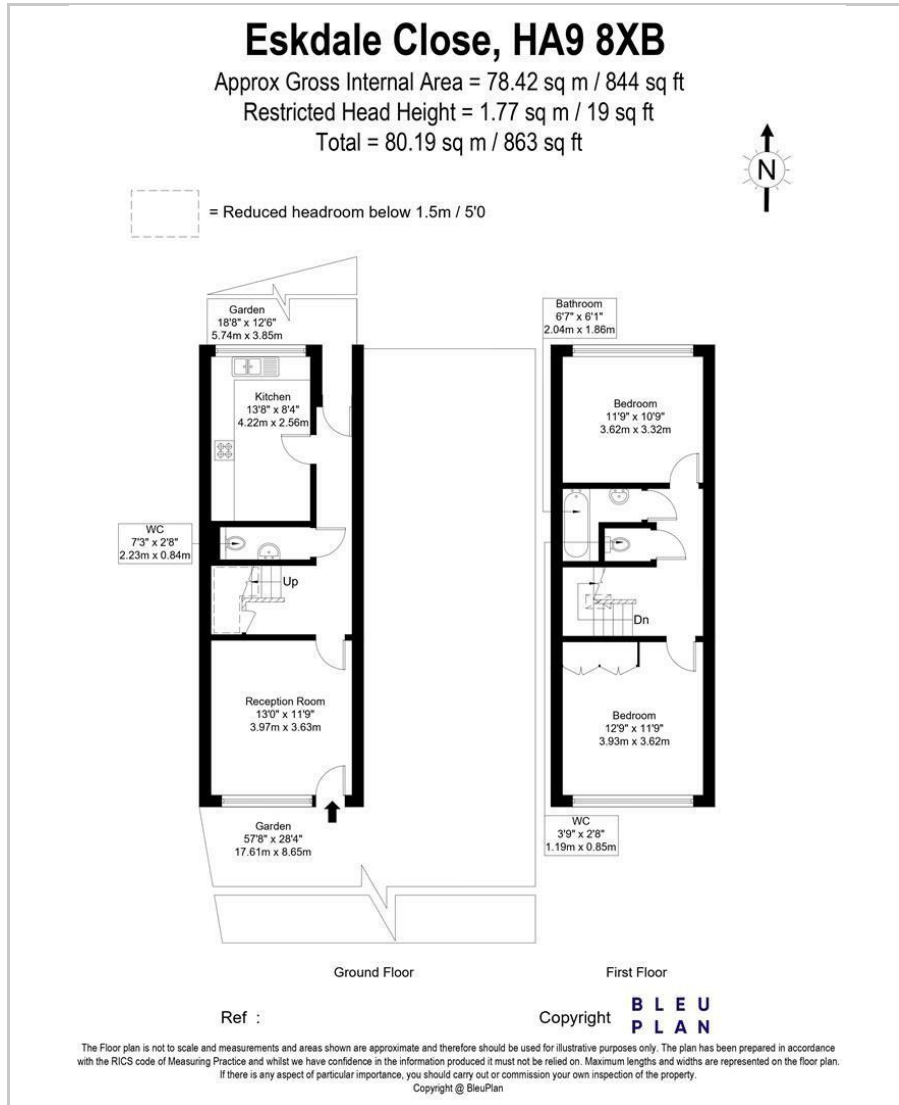 Eskdale Close, HA9 8XB
Approx Gross Internal Area = 78.42 sq m / 844 sq ft
Restricted Head Height = 1.77 sq m / 19 sq ft
Total = 80.19 sq m / 863 sq ft
N
= Reduced headroom below 1.5m / 5'0
Garden
18'8" x 12'6"
5.74m x 3.85m
Kitchen
13'8" x 8'4"
4.22m x 2.56m
WC
7'3" x 2'8"
2.23m x 0.84m
Up
Reception Room
13'0" x 11'9"
3.97m x 3.63m
Garden
57'8" x 28'4"
17.61m x 8.65m
Bathroom
6'7" x 6'1"
2.04m x 1.86m
Bedroom
11'9" x 10'9"
3.62m x 3.32m
Dn
Bedroom
12'9" x 11'9"
3.93m x 3.62m
WC
3'9" x 2'8"
1.19m x 0.85m
Ground Floor
First Floor
Ref :
Copyright
BLEU
PLAN
The Floor plan is not to scale and measurements and areas shown are approximate and therefore should be used for illustrative purposes only. The plan has been prepared in accordance
with the RICS code of Measuring Practice and whilst we have confidence in the information produced it must not be relied on. Maximum lengths and widths are represented on the floor plan.
If there is any aspect of particular importance, you should carry out or commission your own inspection of the property.
Copyright @ BleuPlan